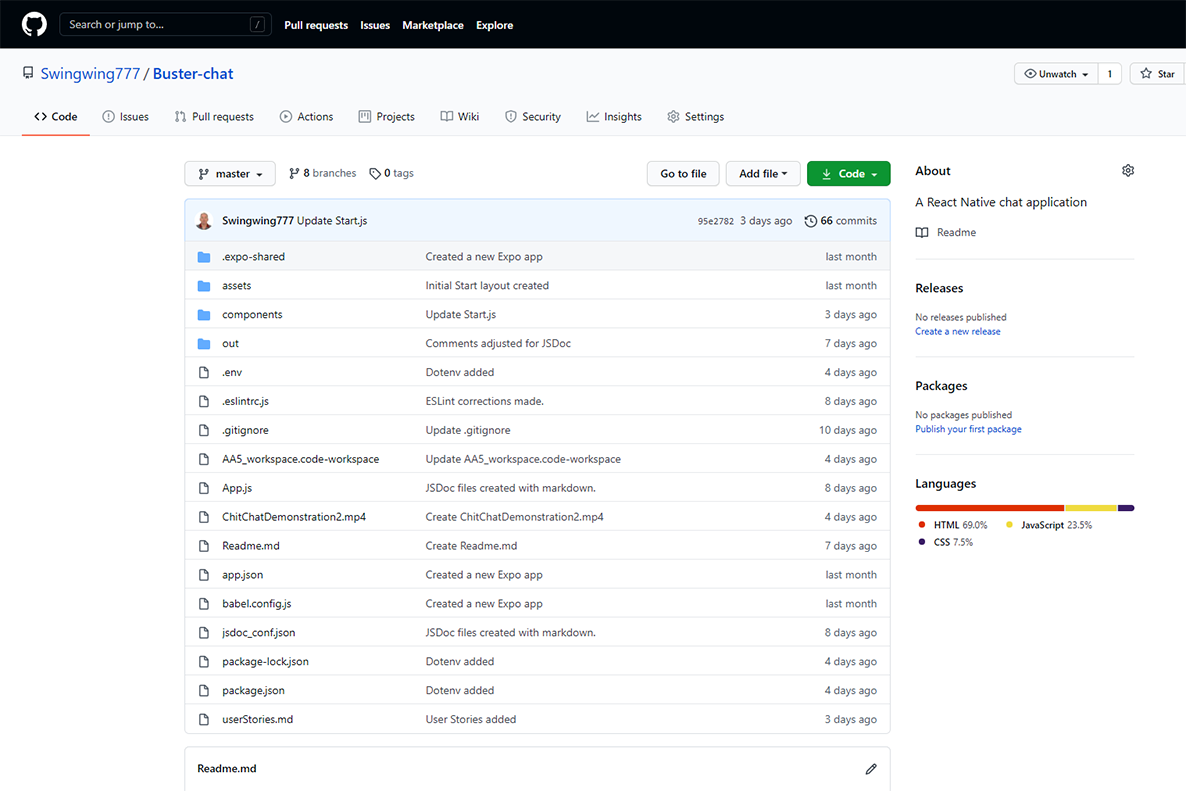 Search or jump to... / Pull requests Issues Marketplace Explore
Swingwing777 / Buster-chat Unwatch 1 Star
Code Issues Pull requests Actions Projects Wiki Security Insights Settings
master 8 branches 0 tags Go to file Add file Code
Swingwing777 Update Start.js 95e2782 3 days ago 66 commits
.expo-shared Created a new Expo app last month
assets Initial Start layout created last month
components Update Start.js 3 days ago
out Comments adjusted for JSDoc 7 days ago
.env Dotenv added 4 days ago
.eslintrc.js ESLint corrections made. 8 days ago
.gitignore Update .gitignore 10 days ago
AA5_workspace.code-workspace Update AA5_workspace.code-workspace 4 days ago
App.js JSDoc files created with markdown. 8 days ago
ChitChatDemonstration2.mp4 Create ChitChatDemonstration2.mp4 4 days ago
Readme.md Create Readme.md 7 days ago
app.json Created a new Expo app last month
babel.config.js Created a new Expo app last month
jsdoc_conf.json JSDoc files created with markdown. 8 days ago
package-lock.json Dotenv added 4 days ago
package.json Dotenv added 4 days ago
userStories.md User Stories added 3 days ago
Readme.md
About
A React Native chat application
Readme
Releases
No releases published
Create a new release
Packages
No packages published
Publish your first package
Languages
HTML 69.0% JavaScript 23.5%
CSS 7.5%